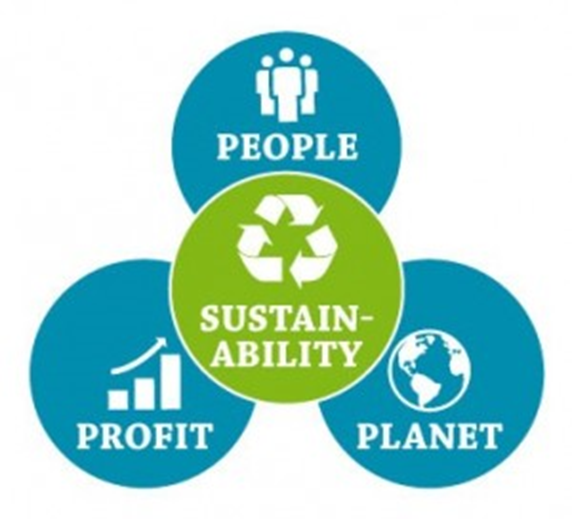 PEOPLE
SUSTAIN-
ABILITY
PROFIT
PLANET